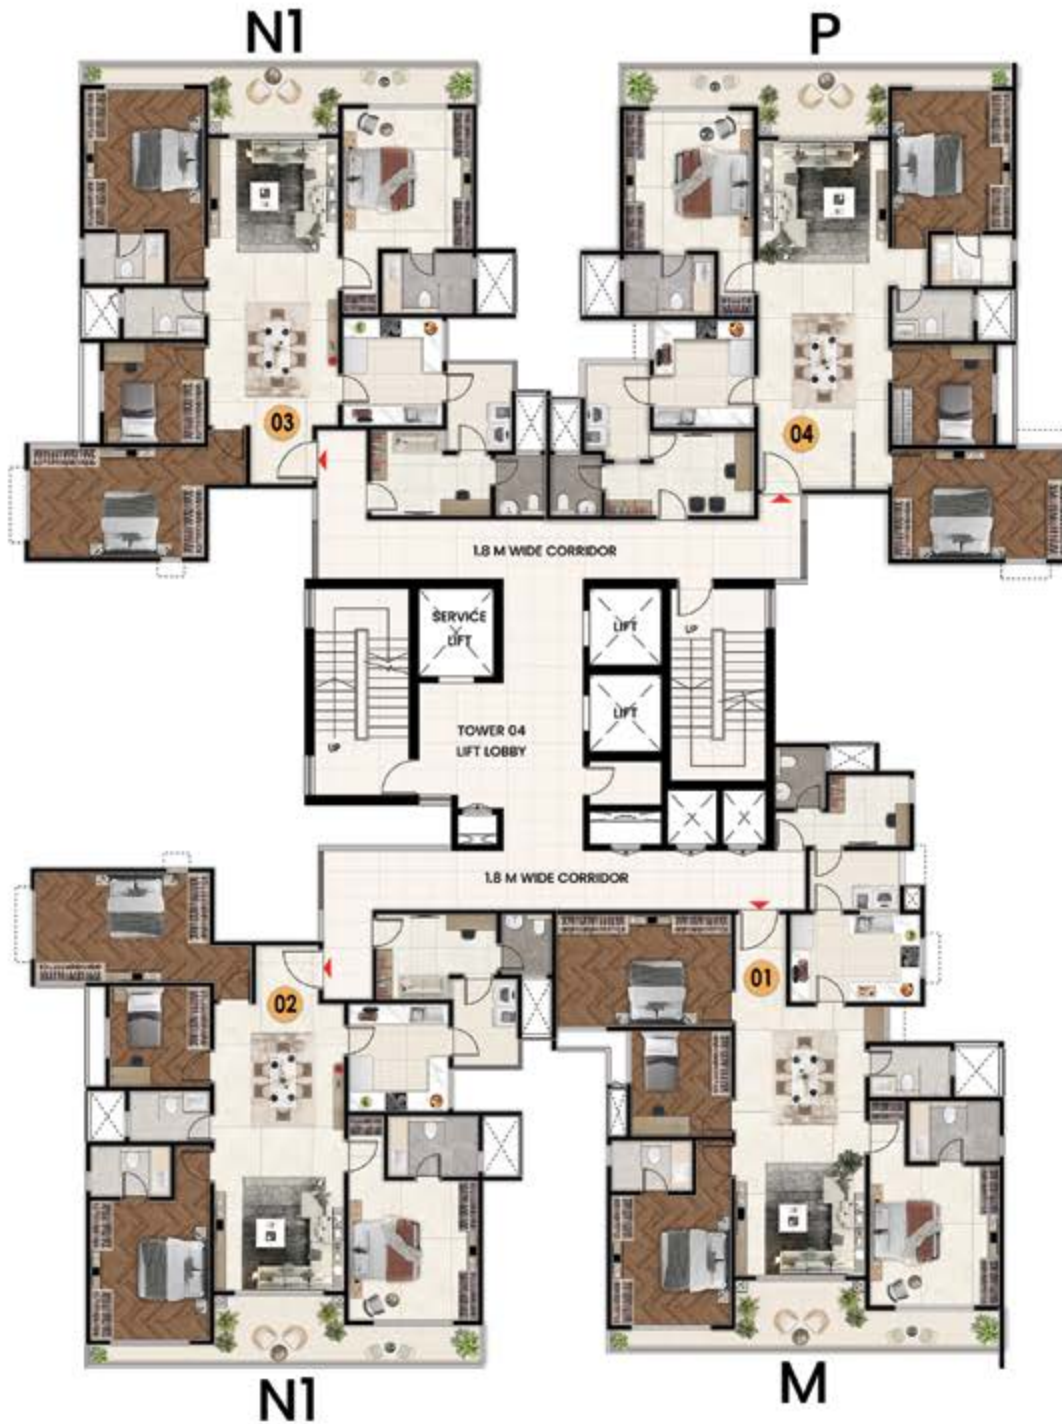 N1
P
03
04
1.8 M WIDE CORRIDOR
SERVICE
LIFT
LIFT
UP
LIFT
TOWER 04
LIFT LOBBY
UP
1.8 M WIDE CORRIDOR
02
01
N1
M